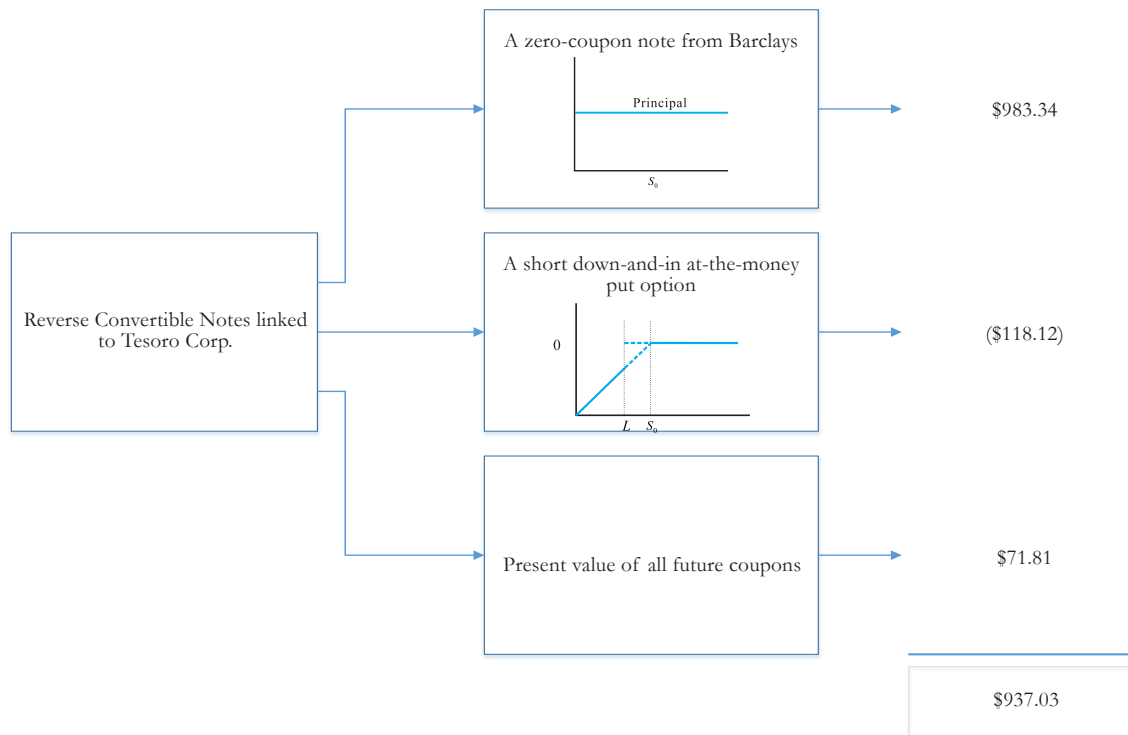 A zero-coupon note from Barclays
Principal
S₀
$983.34
Reverse Convertible Notes linked
to Tesoro Corp.
A short down-and-in at-the-money
put option
0
L S₀
($118.12)
Present value of all future coupons
$71.81
$937.03